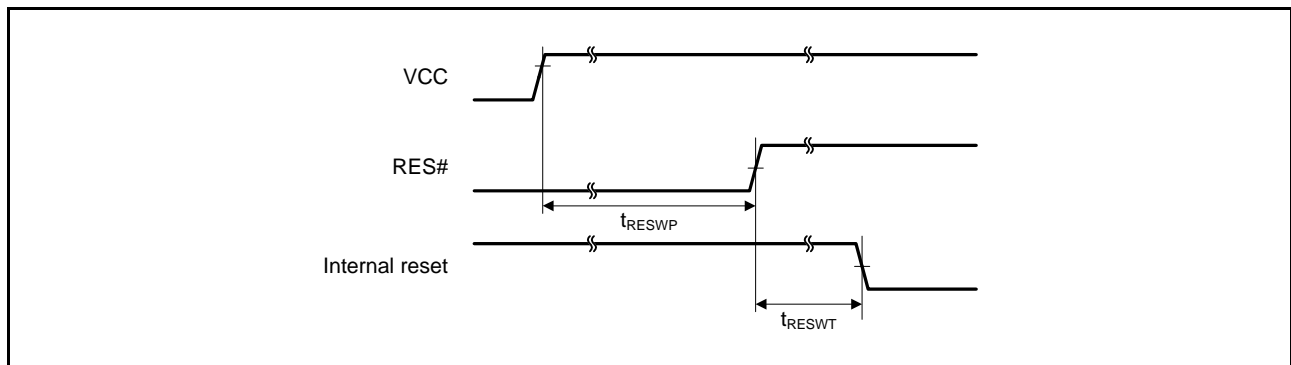 VCC
RES#
tRESWP
Internal reset
tRESWT